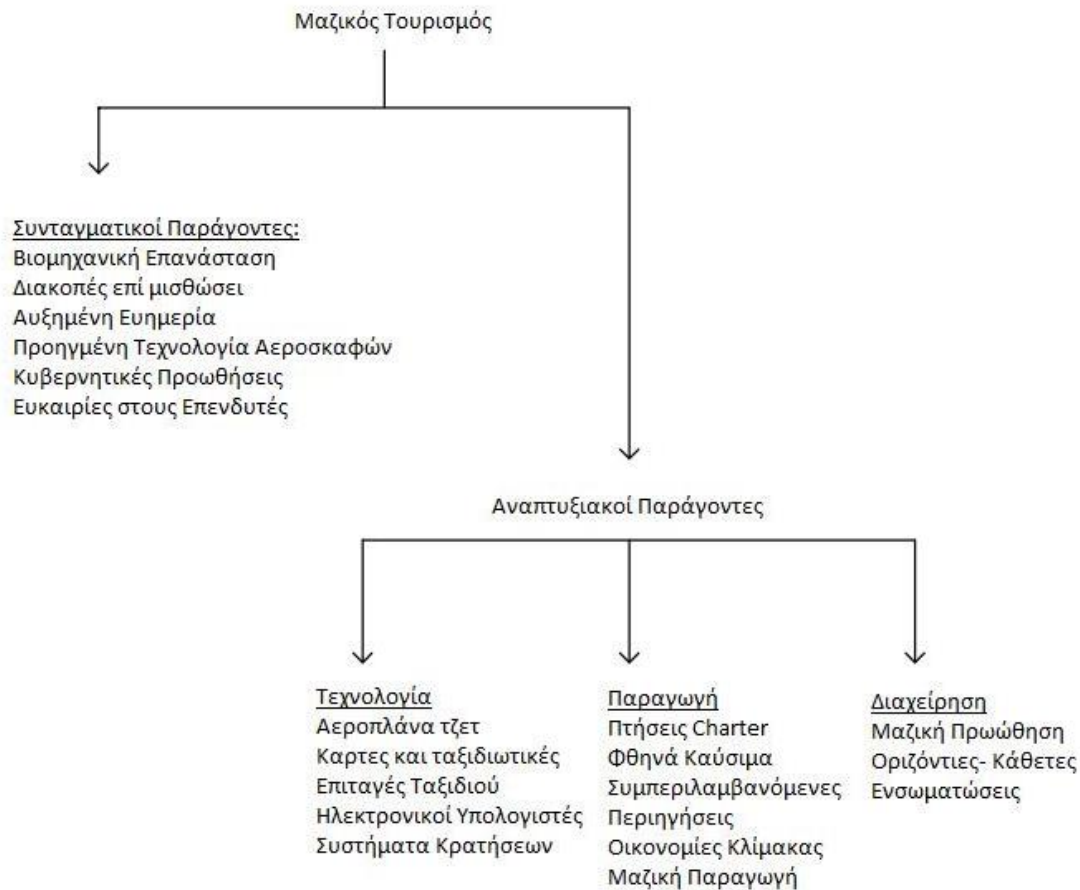 Μαζικός Τουρισμός
Συνταγματικοί Παράγοντες:
Βιομηχανική Επανάσταση
Διακοπές επί μισθώσει
Αυξημένη Ευημερία
Προηγμένη Τεχνολογία Αεροσκαφών
Κυβερνητικές Προωθήσεις
Ευκαιρίες στους Επενδυτές
Αναπτυξιακοί Παράγοντες
Τεχνολογία
Αεροπλάνα τζετ
Καρτες και ταξιδιωτικές
Επιταγές Ταξιδιού
Ηλεκτρονικοί Υπολογιστές
Συστήματα Κρατήσεων
Παραγωγή
Πτήσεις Charter
Φθηνά Καύσιμα
Συμπεριλαμβανόμενες
Περιηγήσεις
Οικονομίες Κλίμακας
Μαζική Παραγωγή
Διαχείρηση
Μαζική Πρωώθηση
Οριζόντιες- Κάθετες
Ενσωματώσεις